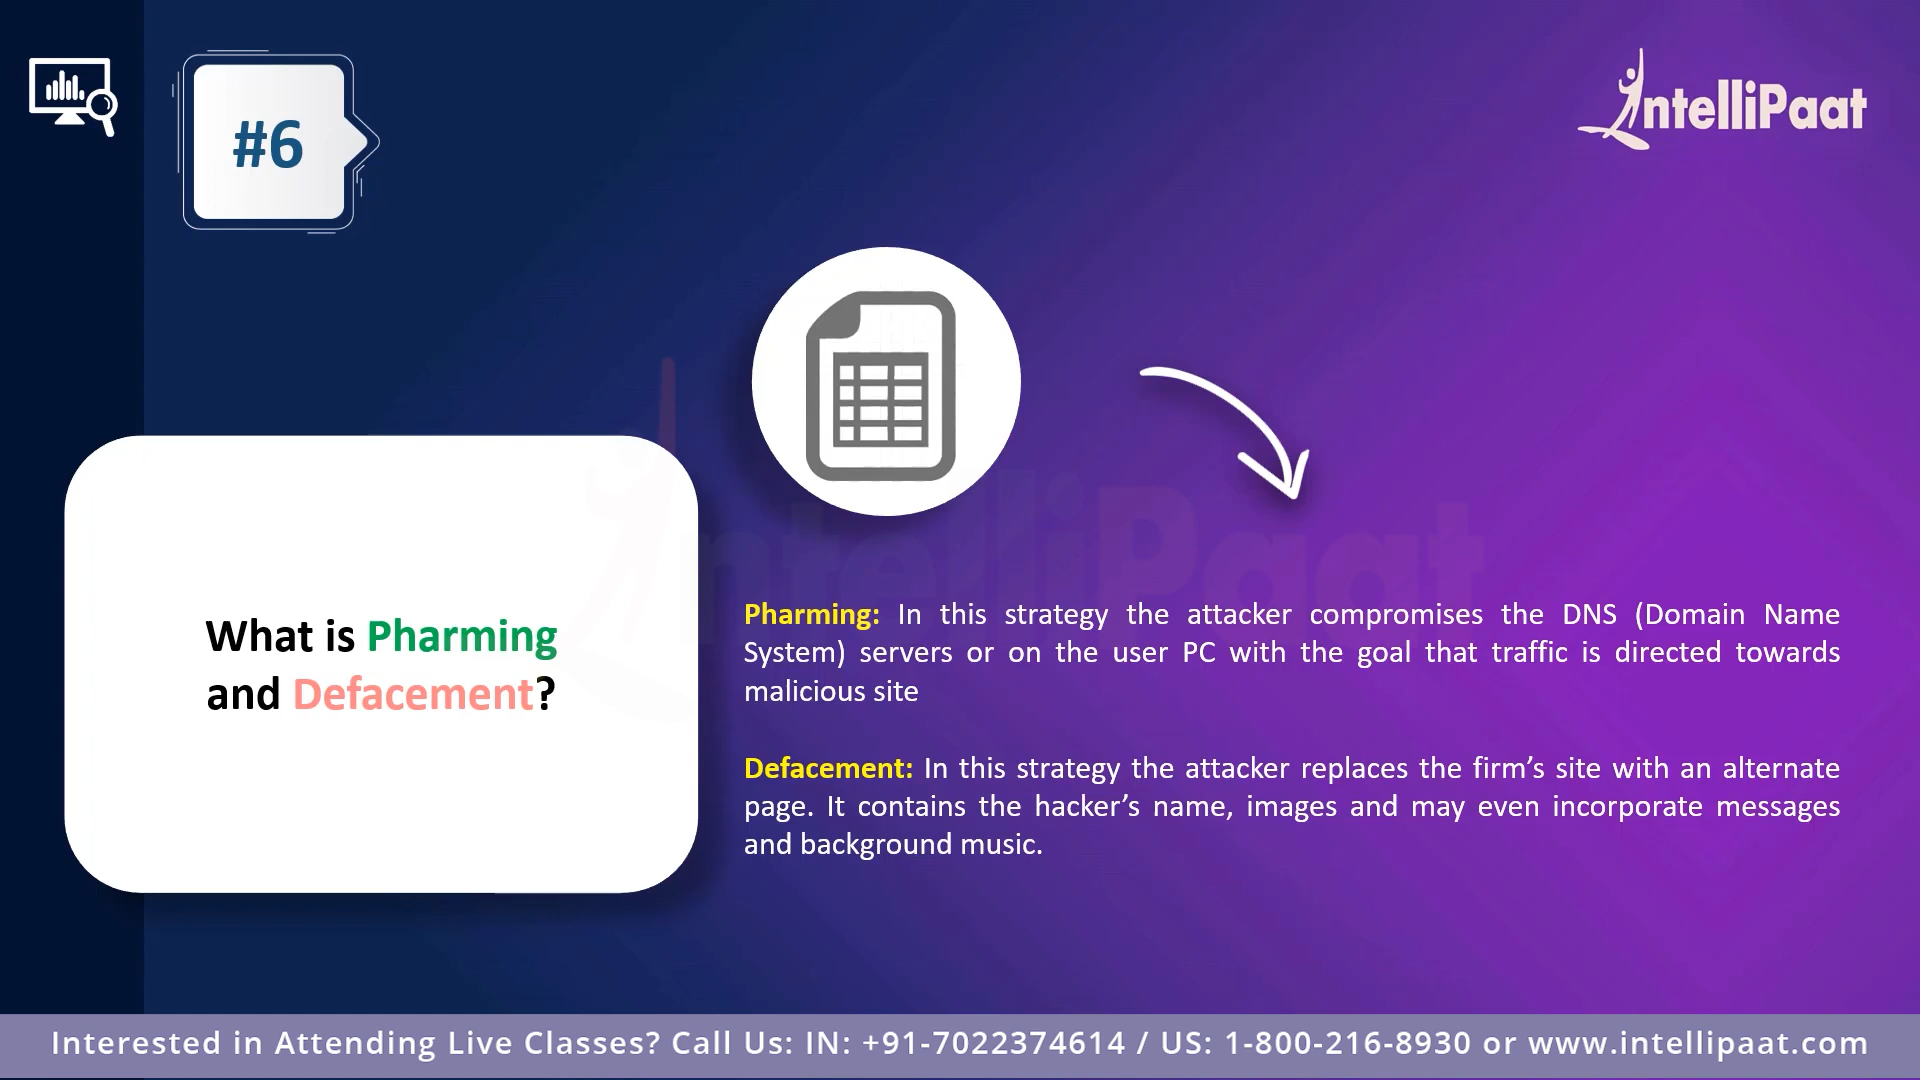 #6
IntelliPaat
What is Pharming
and Defacement?
Pharming: In this strategy the attacker compromises the DNS (Domain Name
System) servers or on the user PC with the goal that traffic is directed towards
malicious site
Defacement: In this strategy the attacker replaces the firm’s site with an alternate
page. It contains the hacker’s name, images and may even incorporate messages
and background music.
IntelliPaat
Interested in Attending Live Classes? Call Us: IN: +91-7022374614 / US: 1-800-216-8930 or www.intellipaat.com